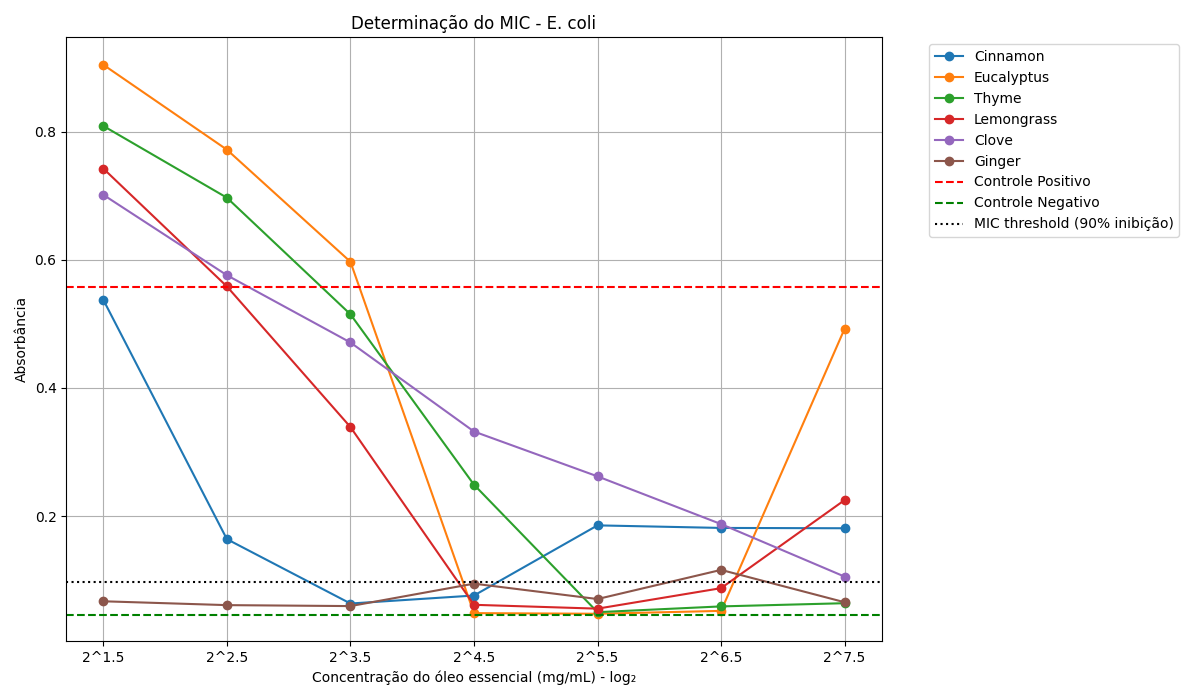 Determinação do MIC - E. coli
Absorbância
0.8
0.6
0.4
0.2
2^1.5
2^2.5
2^3.5
2^4.5
2^5.5
2^6.5
2^7.5
Concentração do óleo essencial (mg/mL) - log₂
Cinnamon
Eucalyptus
Thyme
Lemongrass
Clove
Ginger
Controle Positivo
Controle Negativo
MIC threshold (90% inibição)